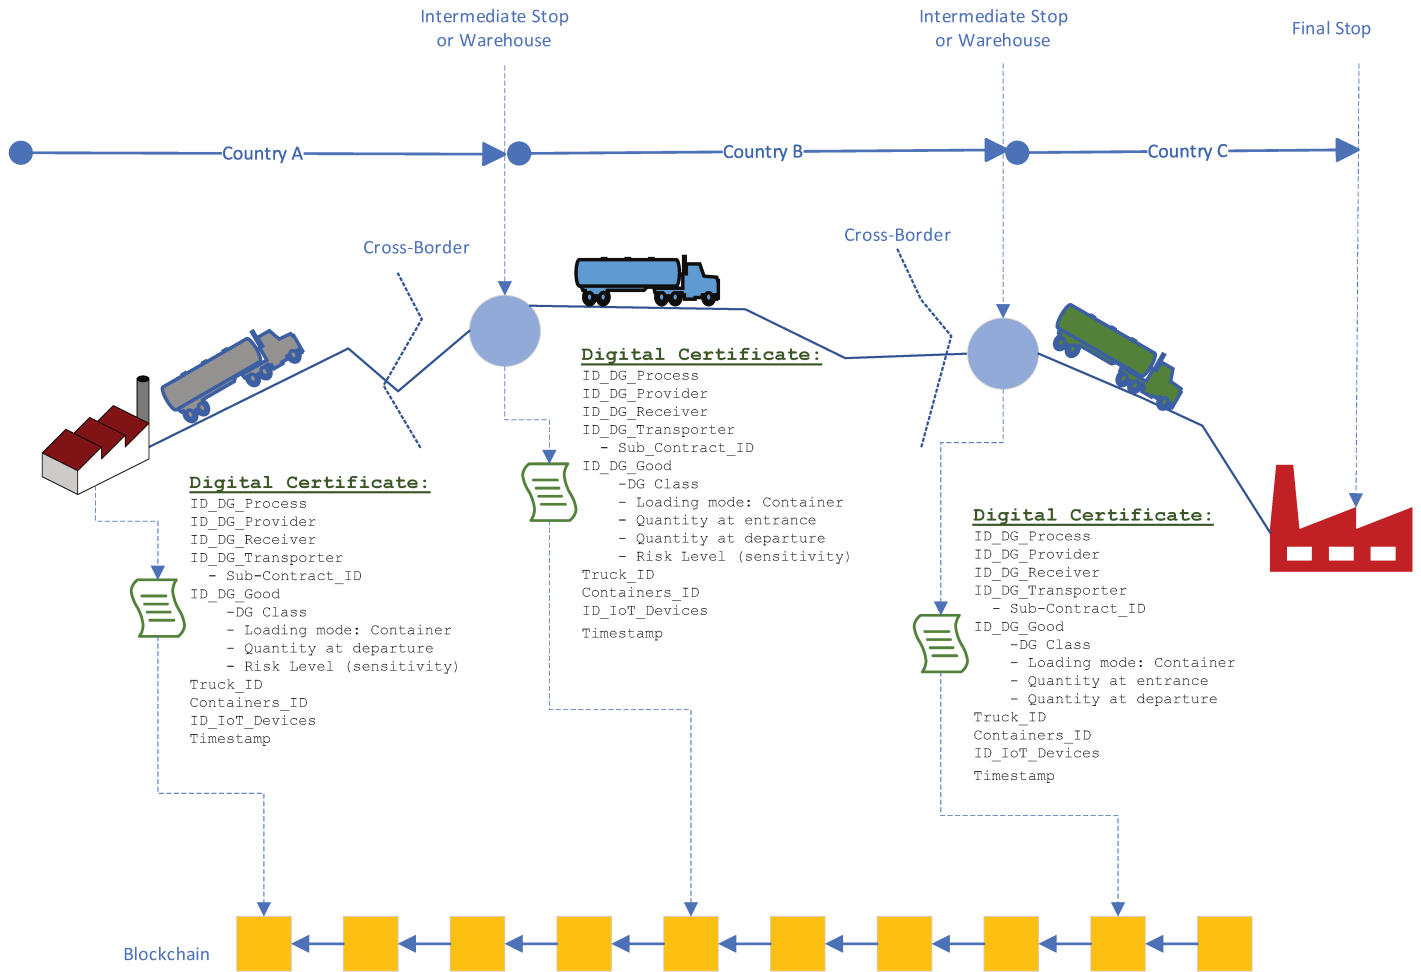 Intermediate Stop
or Warehouse
Intermediate Stop
or Warehouse
Final Stop
Country A
Country B
Country C
Cross-Border
Cross-Border
Digital Certificate:
ID_DG_Process
ID_DG_Provider
ID_DG_Receiver
ID_DG_Transporter
- Sub-Contract_ID
ID_DG_Good
-DG Class
- Loading mode: Container
- Quantity at departure
- Risk Level (sensitivity)
Truck_ID
Containers_ID
ID_IoT_Devices
Timestamp
Digital Certificate:
ID_DG_Process
ID_DG_Provider
ID_DG_Receiver
ID_DG_Transporter
- Sub_Contract_ID
ID_DG_Good
-DG Class
- Loading mode: Container
- Quantity at entrance
- Quantity at departure
- Risk Level (sensitivity)
Truck_ID
Containers_ID
ID_IoT_Devices
Timestamp
Digital Certificate:
ID_DG_Process
ID_DG_Provider
ID_DG_Receiver
ID_DG_Transporter
- Sub-Contract_ID
ID_DG_Good
-DG Class
- Loading mode: Container
- Quantity at entrance
- Quantity at departure
Truck_ID
Containers_ID
ID_IoT_Devices
Timestamp
Blockchain